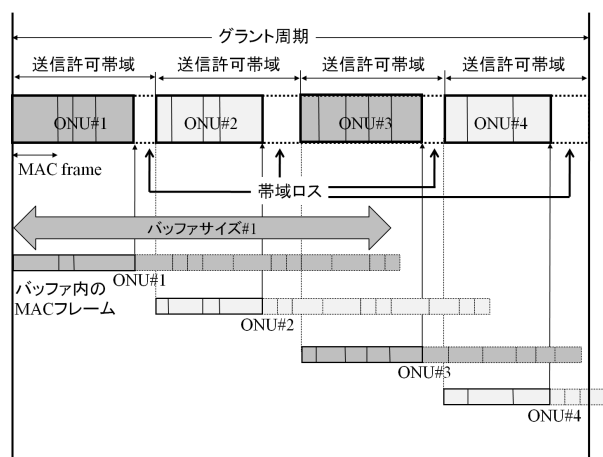 グラント周期
送信許可帯域 送信許可帯域 送信許可帯域 送信許可帯域
ONU#1 ONU#2 ONU#3 ONU#4
MAC frame
帯域ロス
バッファサイズ#1
ONU#1
バッファ内の
MACフレーム
ONU#2
ONU#3
ONU#4